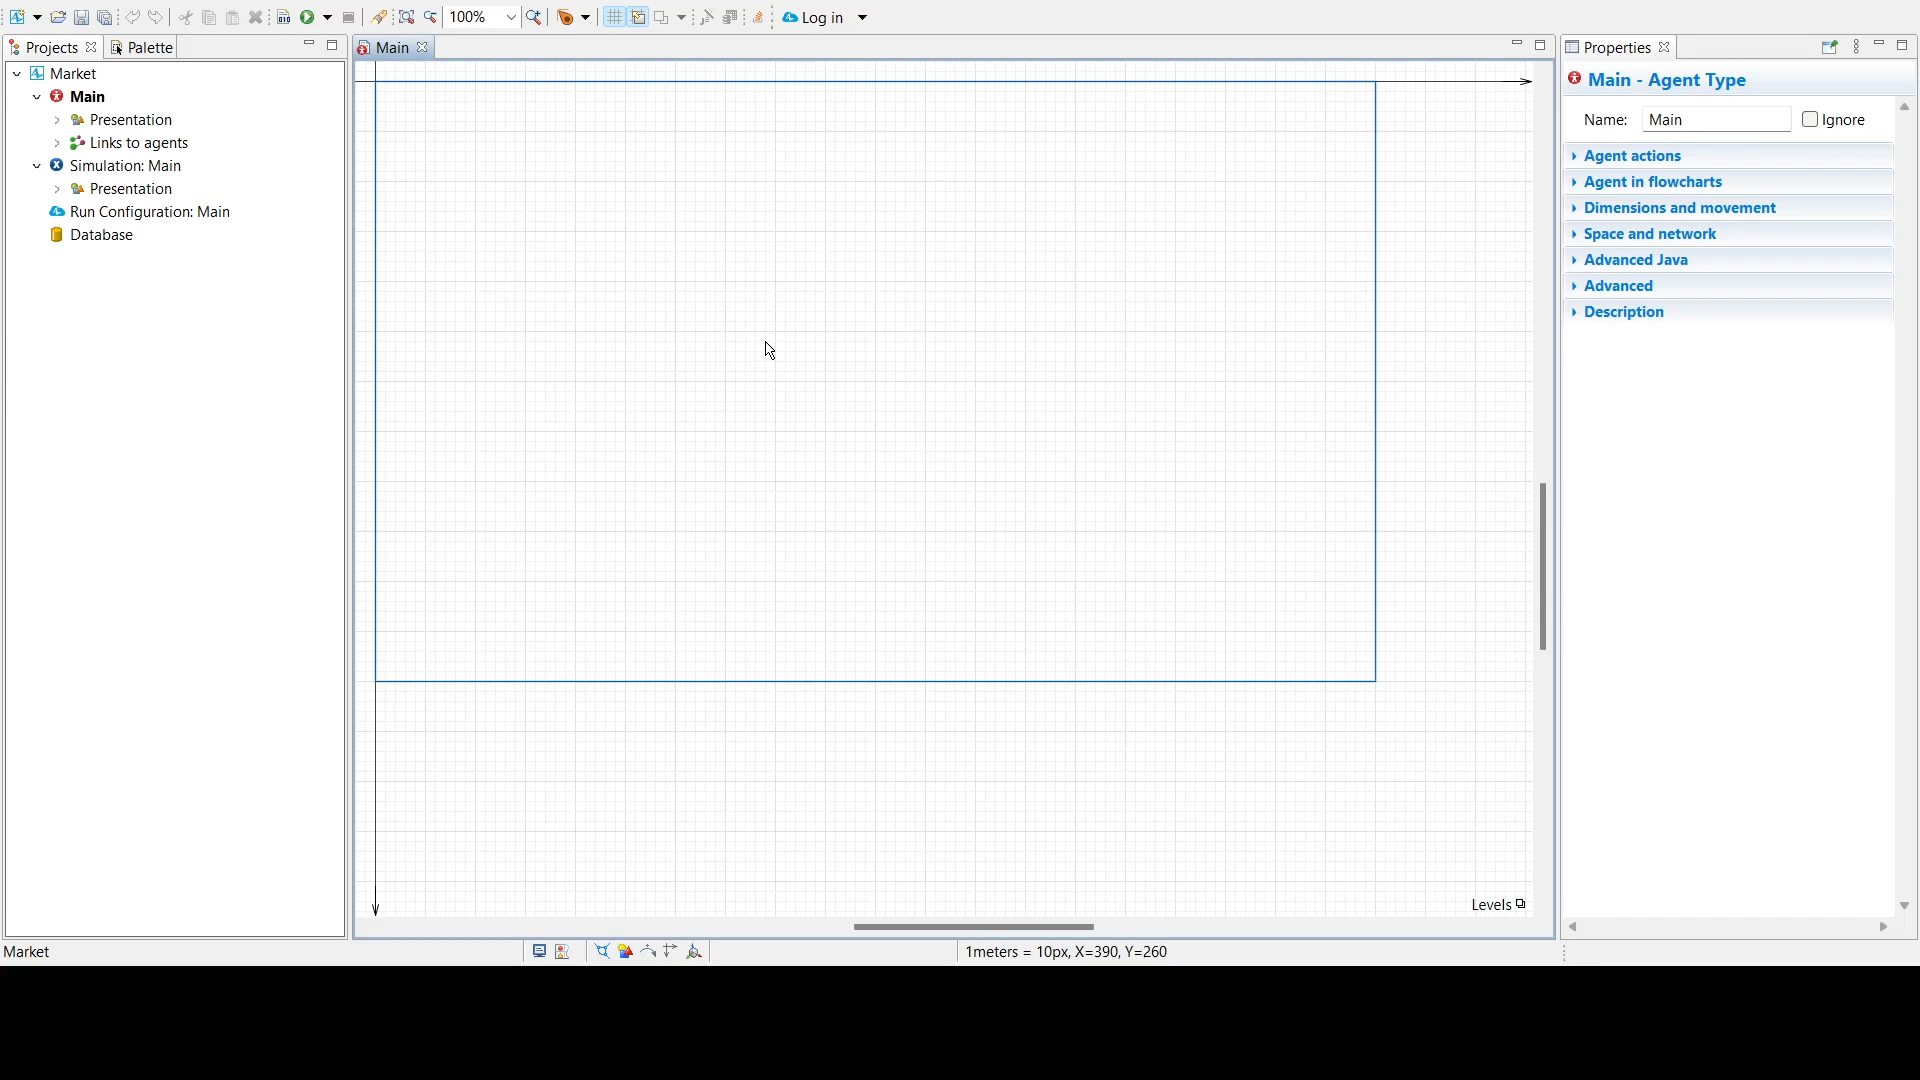 100%
Log in
Projects
Palette
Main
Properties
Market
Main
Presentation
Links to agents
Simulation: Main
Presentation
Run Configuration: Main
Database
Main - Agent Type
Name: Main
Ignore
Agent actions
Agent in flowcharts
Dimensions and movement
Space and network
Advanced Java
Advanced
Description
Levels
Market
1meters = 10px, X=390, Y=260